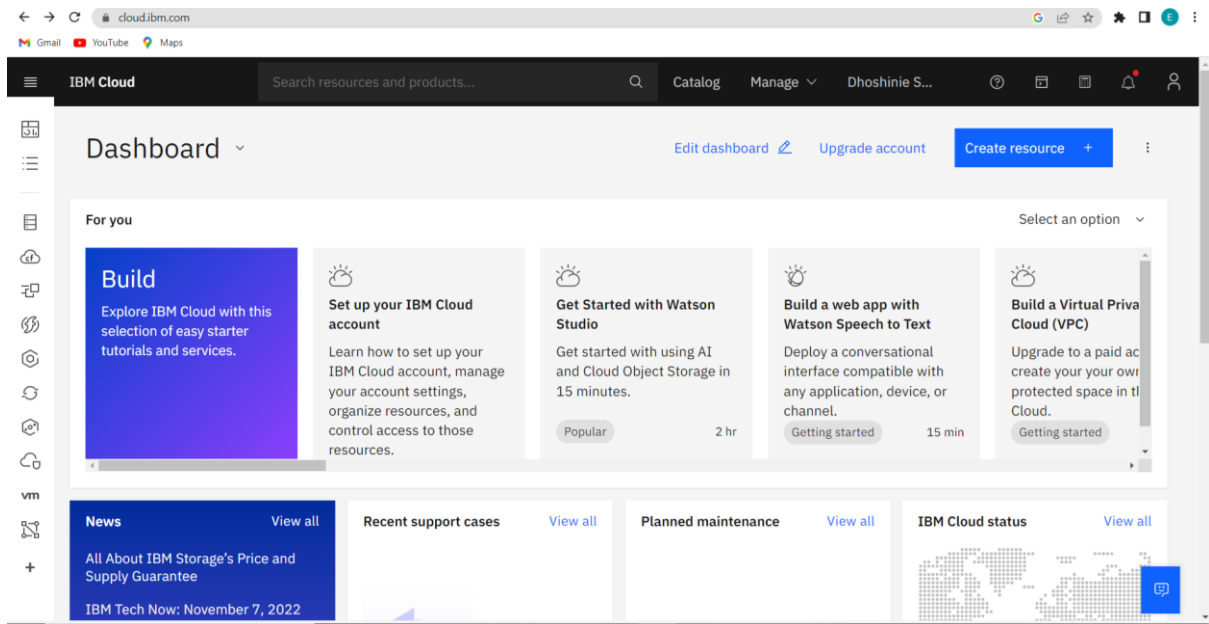 cloud.ibm.com
G
E
Gmail YouTube Maps
IBM Cloud
Search resources and products...
Catalog
Manage
Dhoshinie S...
Dashboard
Edit dashboard
Upgrade account
Create resource +
For you
Select an option
Build
Explore IBM Cloud with this
selection of easy starter
tutorials and services.
Set up your IBM Cloud
account
Learn how to set up your
IBM Cloud account, manage
your account settings,
organize resources, and
control access to those
resources.
Get Started with Watson
Studio
Get started with using AI
and Cloud Object Storage in
15 minutes.
Popular
2 hr
Build a web app with
Watson Speech to Text
Deploy a conversational
interface compatible with
any application, device, or
channel.
Getting started
15 min
Build a Virtual Priva
Cloud (VPC)
Upgrade to a paid ac
create your your own
protected space in th
Cloud.
Getting started
cf
vm
News
View all
All About IBM Storage's Price and
Supply Guarantee
IBM Tech Now: November 7, 2022
Recent support cases
View all
Planned maintenance
View all
IBM Cloud status
View all